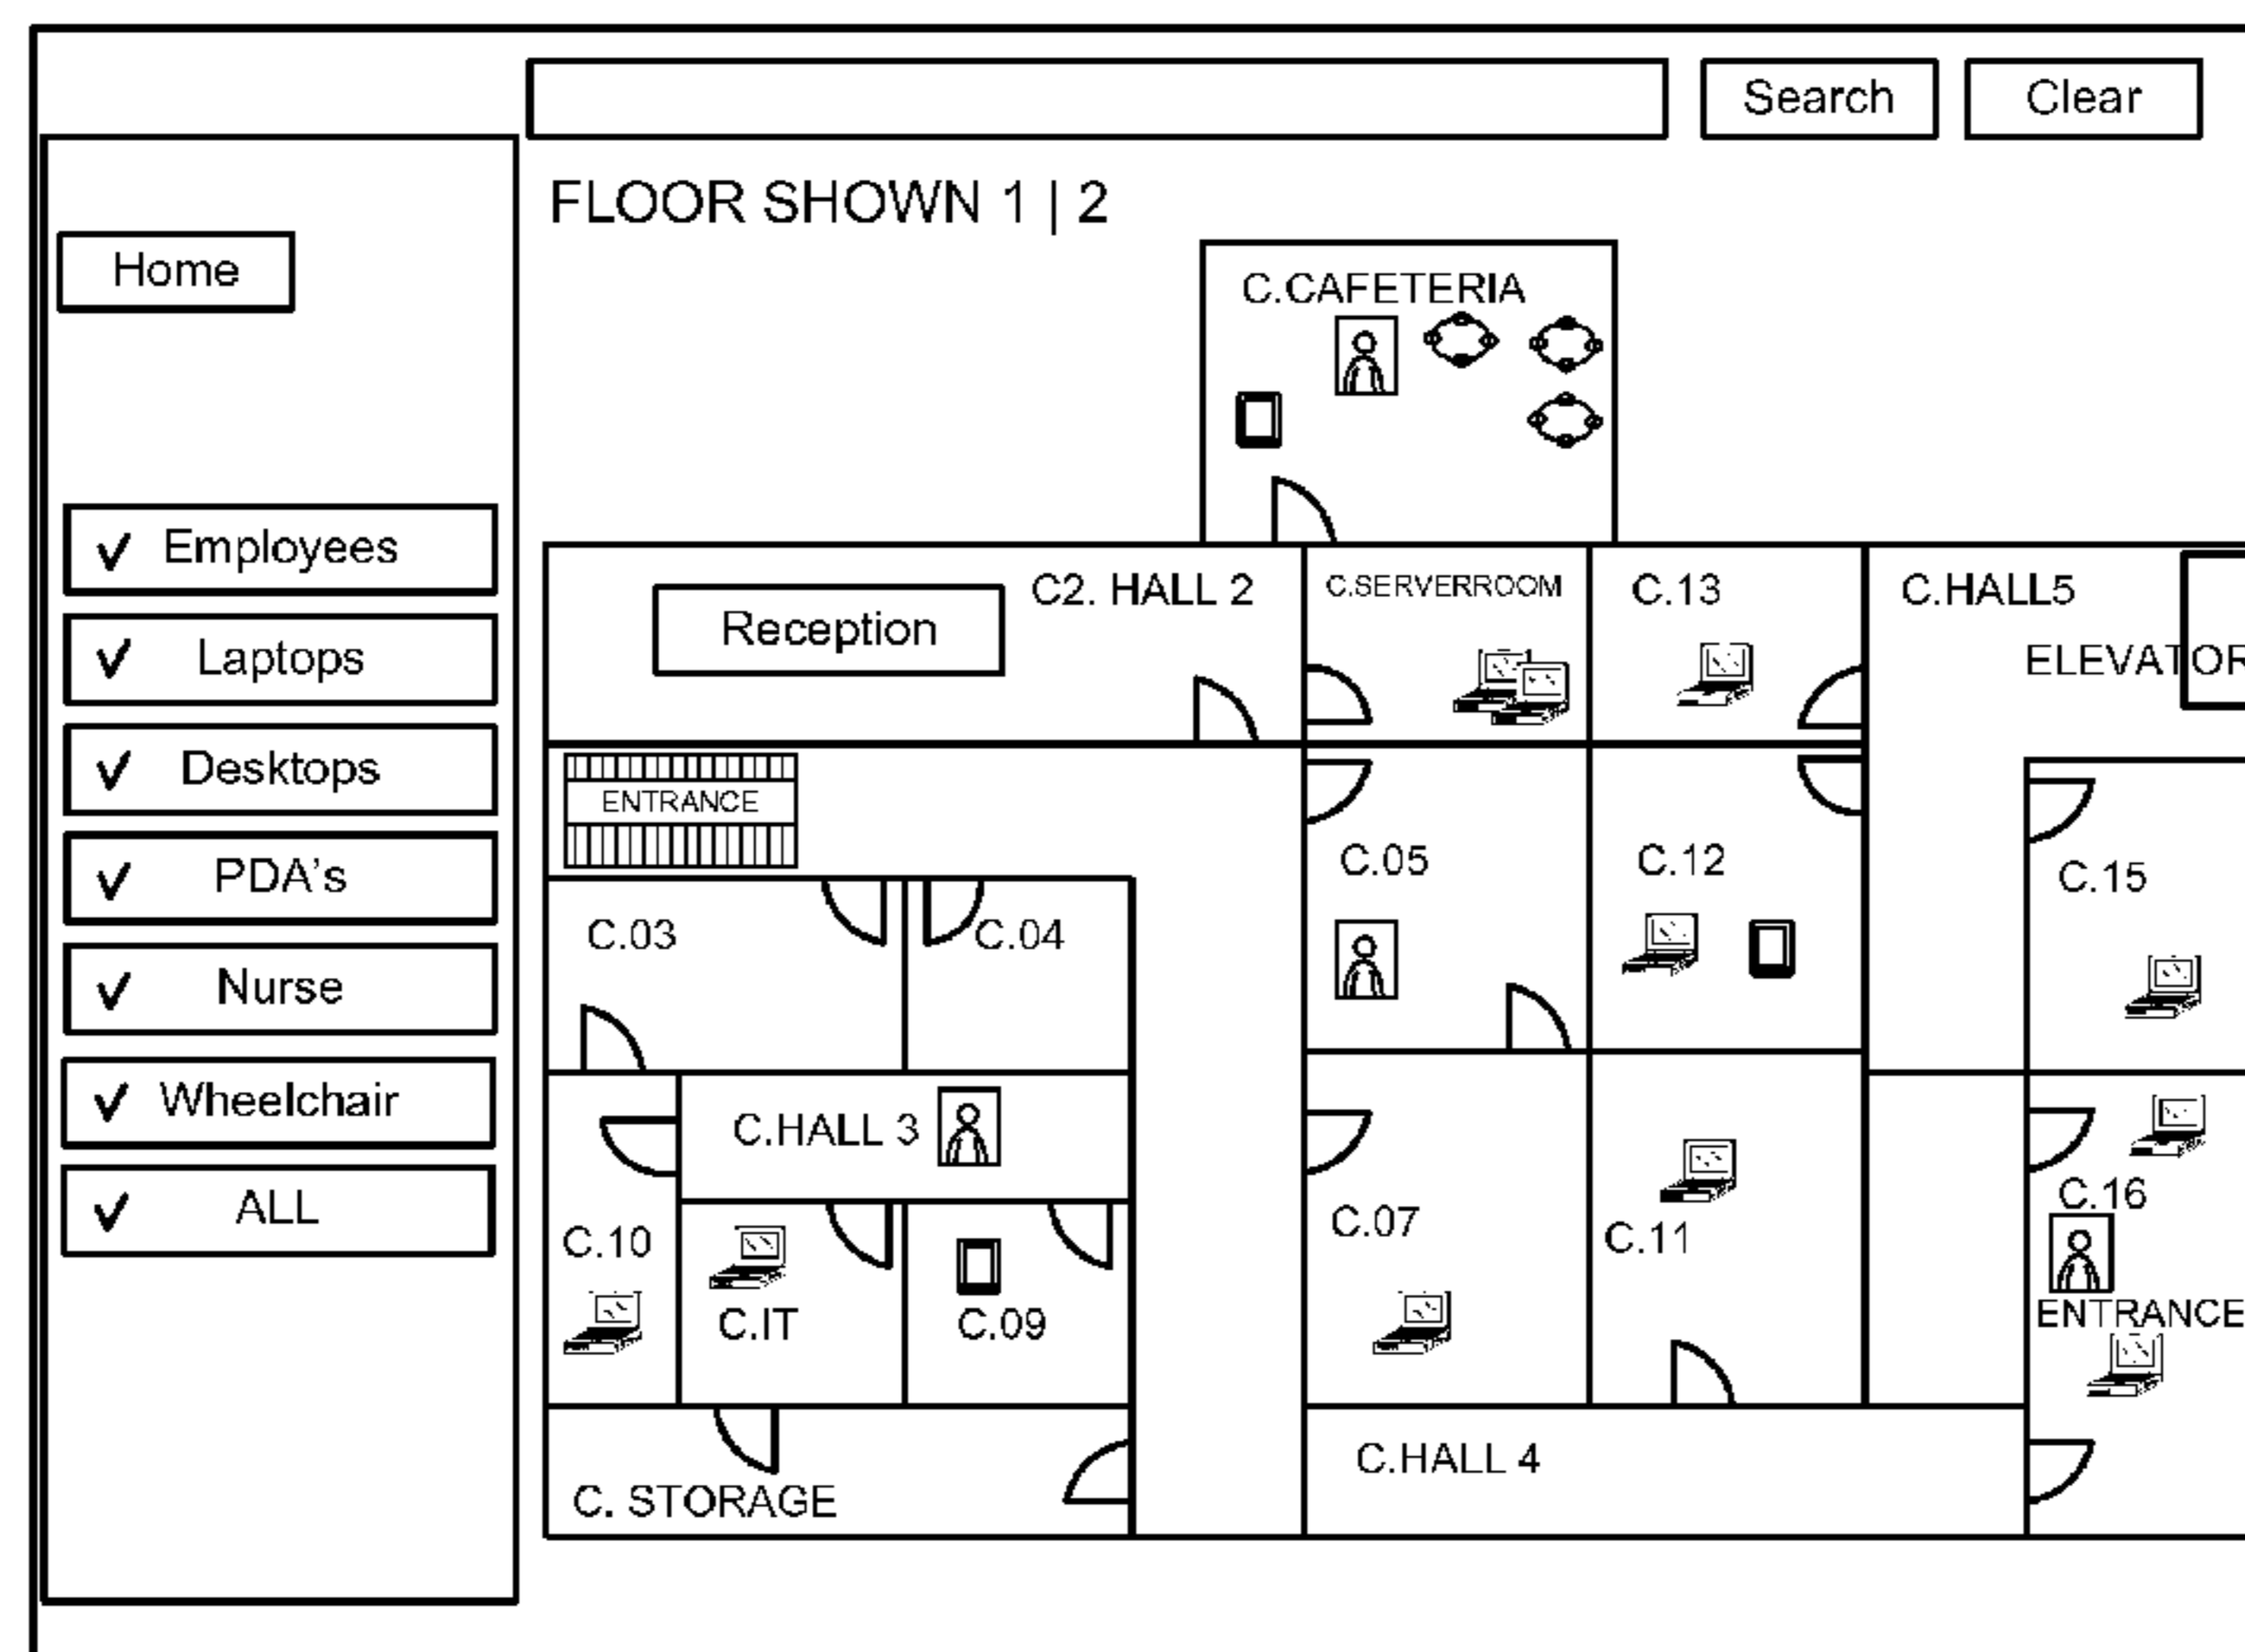 Search
Clear
FLOOR SHOWN 1 | 2
Home
Employees
Laptops
Desktops
PDA's
Nurse
Wheelchair
ALL
C.CAFETERIA
Reception
C2. HALL 2
C.SERVERROOM
C.13
C.HALL5
ELEVATOR
ENTRANCE
C.05
C.12
C.15
C.03
C.04
C.HALL 3
C.16
C.07
C.11
C.10
C.IT
C.09
ENTRANCE
C.HALL 4
C. STORAGE